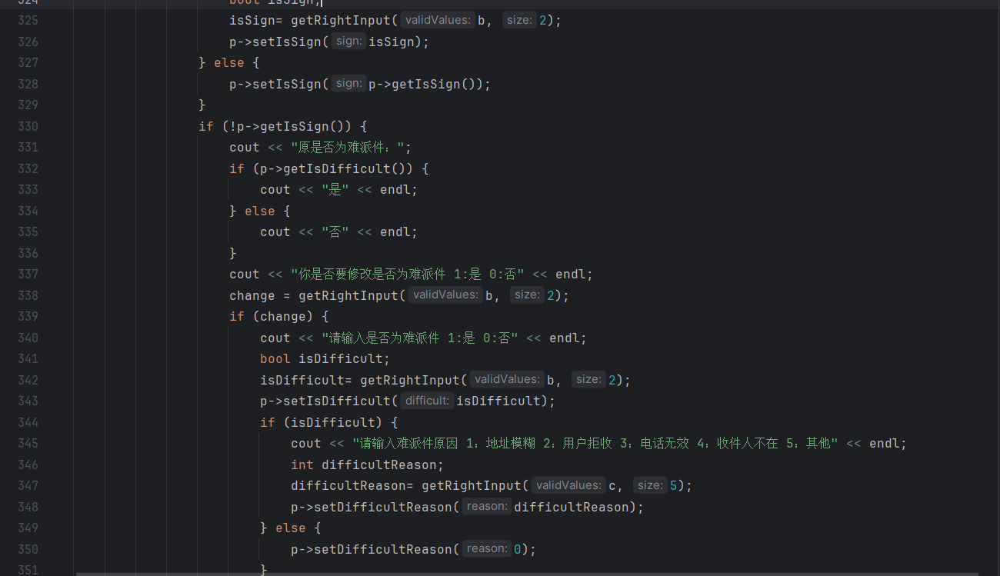 324 bool isSign;
325 isSign= getRightInput( validValues: b, size: 2);
326 p->setIsSign( sign: isSign);
327 } else {
328 p->setIsSign( sign: p->getIsSign());
329 }
330 if (!p->getIsSign()) {
331 cout << "原是否为难派件：";
332 if (p->getIsDifficult()) {
333 cout << "是" << endl;
334 } else {
335 cout << "否" << endl;
336 }
337 cout << "你是否要修改是否为难派件 1:是 0:否" << endl;
338 change = getRightInput( validValues: b, size: 2);
339 if (change) {
340 cout << "请输入是否为难派件 1:是 0:否" << endl;
341 bool isDifficult;
342 isDifficult= getRightInput( validValues: b, size: 2);
343 p->setIsDifficult( difficult: isDifficult);
344 if (isDifficult) {
345 cout << "请输入难派件原因 1：地址模糊 2：用户拒收 3：电话无效 4：收件人不在 5：其他" << endl;
346 int difficultReason;
347 difficultReason= getRightInput( validValues: c, size: 5);
348 p->setDifficultReason( reason: difficultReason);
349 } else {
350 p->setDifficultReason( reason: 0);
351 }